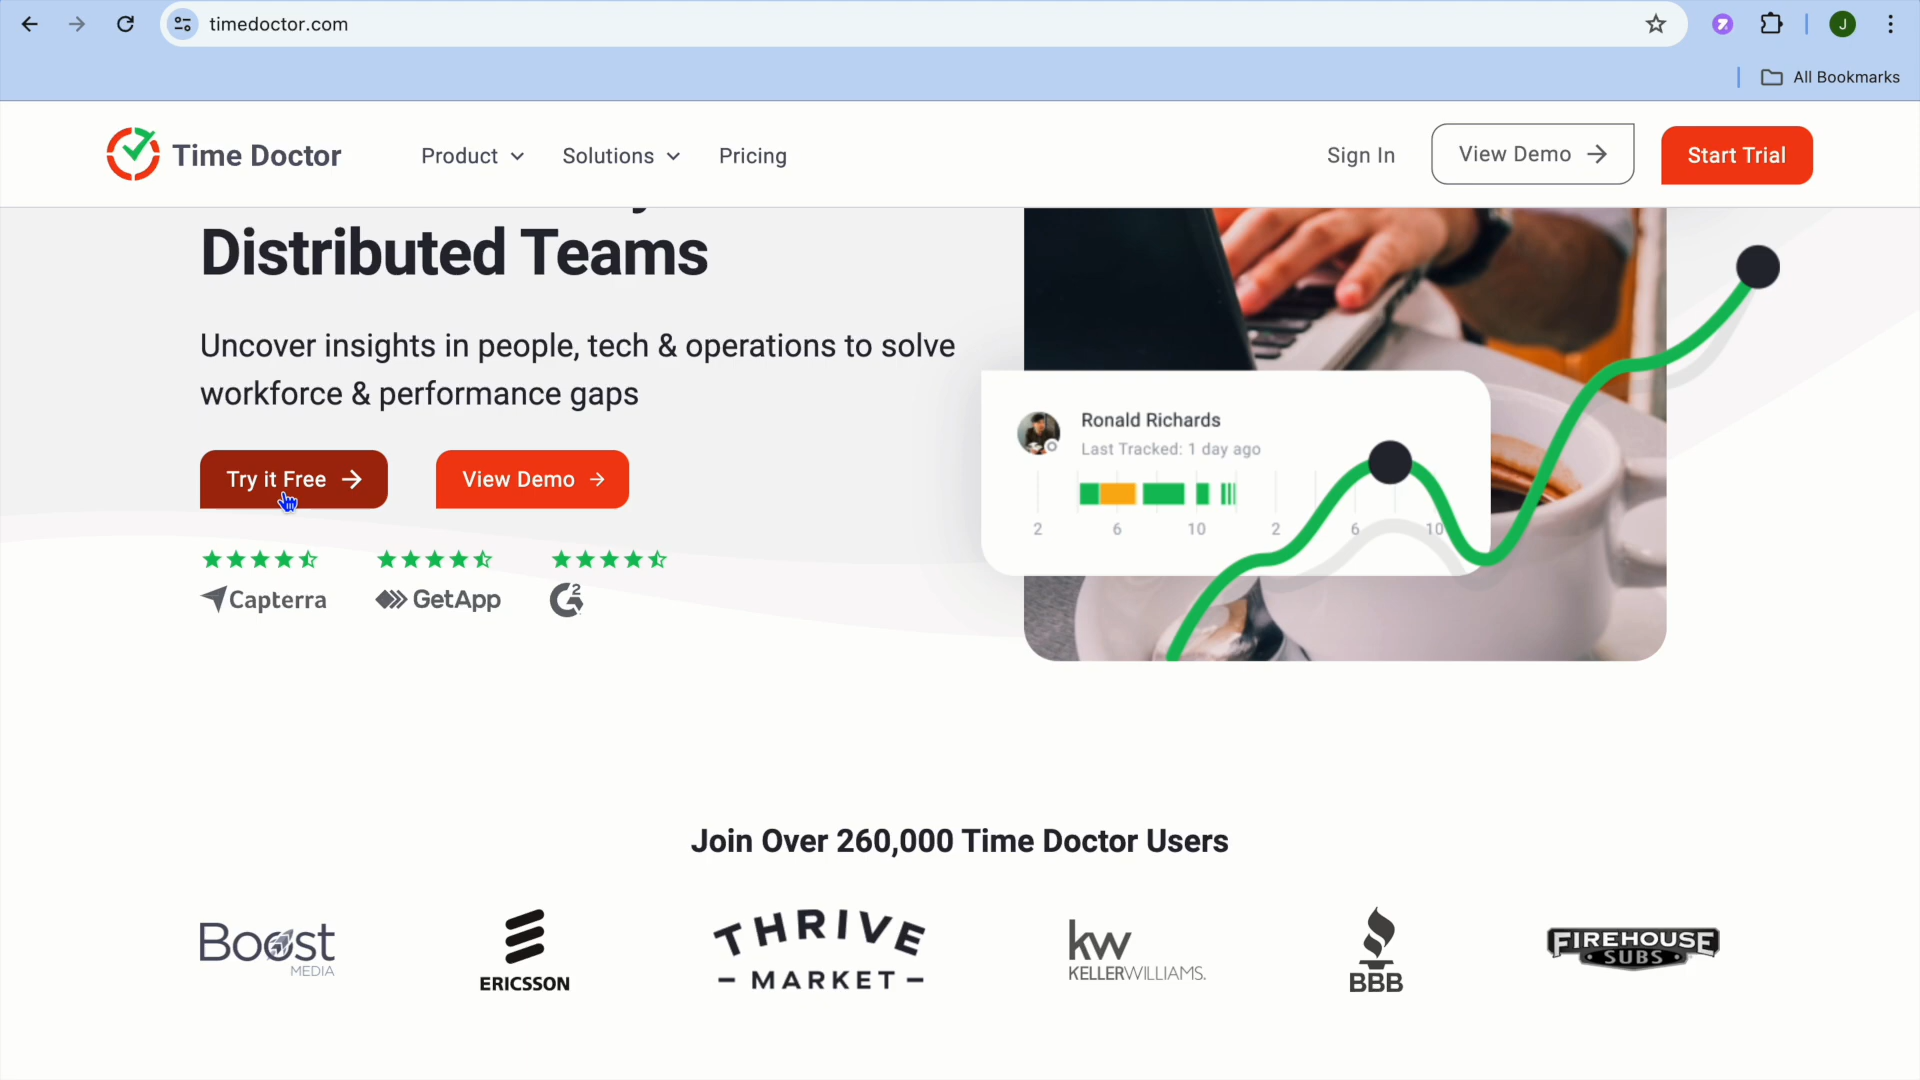 timedoctor.com
J
All Bookmarks
Time Doctor
Product
Solutions
Pricing
Sign In
View Demo
Start Trial
Distributed Teams
Uncover insights in people, tech & operations to solve
workforce & performance gaps
Try it Free
View Demo
Capterra
GetApp
G2
Ronald Richards
Last Tracked: 1 day ago
2 6 10 2 6 10
Join Over 260,000 Time Doctor Users
Boost
MEDIA
ERICSSON
THRIVE
– MARKET –
kw
KELLERWILLIAMS.
BBB
FIREHOUSE
SUBS